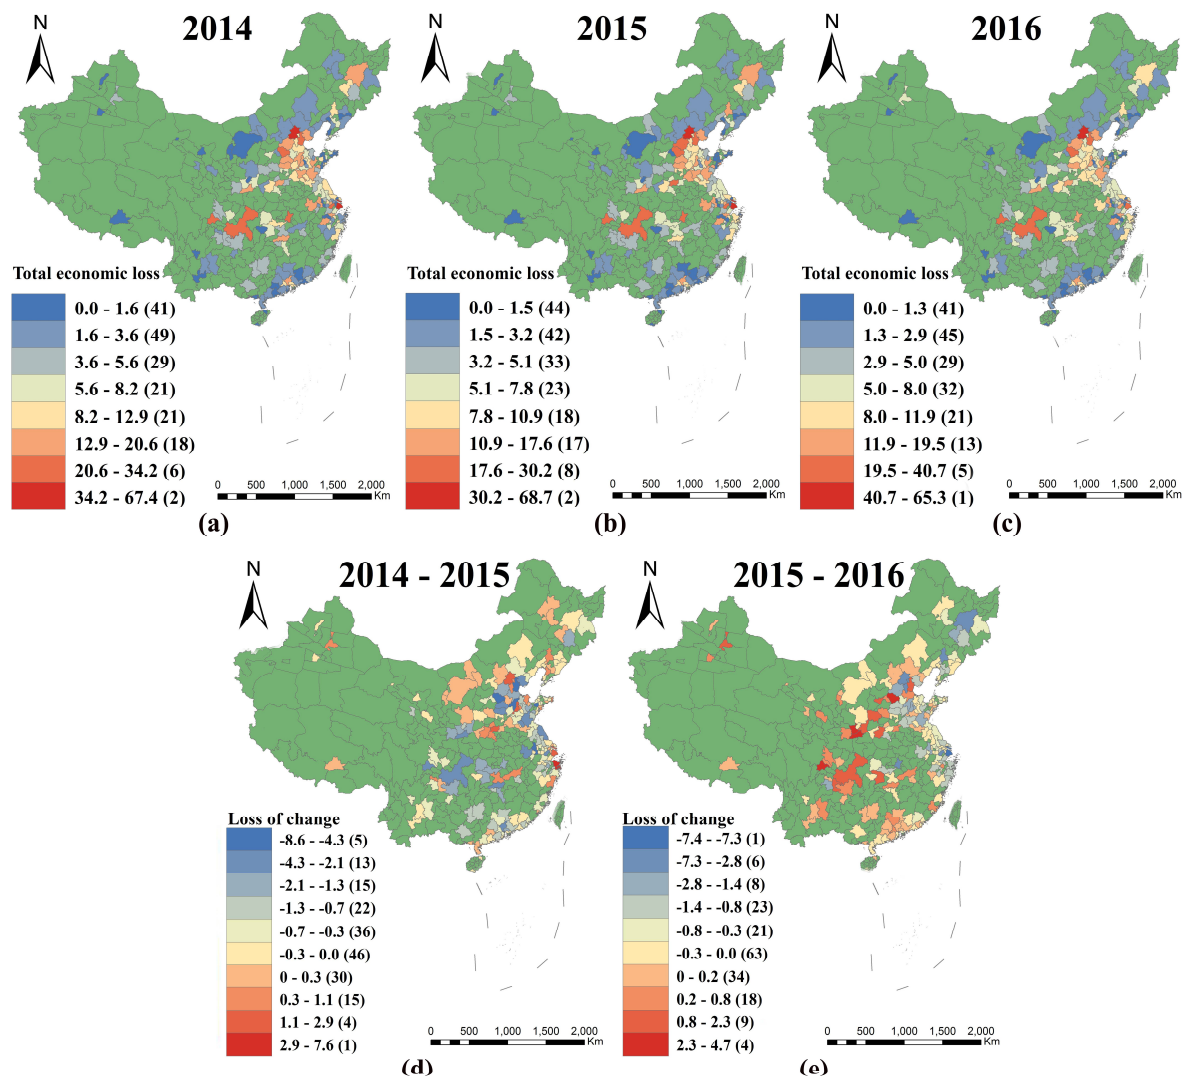 N
2014
Total economic loss
0.0 - 1.6 (41)
1.6 - 3.6 (49)
3.6 - 5.6 (29)
5.6 - 8.2 (21)
8.2 - 12.9 (21)
12.9 - 20.6 (18)
20.6 - 34.2 (6)
34.2 - 67.4 (2)
0 500 1,000 1,500 2,000
Km
(a)
N
2015
Total economic loss
0.0 - 1.5 (44)
1.5 - 3.2 (42)
3.2 - 5.1 (33)
5.1 - 7.8 (23)
7.8 - 10.9 (18)
10.9 - 17.6 (17)
17.6 - 30.2 (8)
30.2 - 68.7 (2)
0 500 1,000 1,500 2,000
Km
(b)
N
2016
Total economic loss
0.0 - 1.3 (41)
1.3 - 2.9 (45)
2.9 - 5.0 (29)
5.0 - 8.0 (32)
8.0 - 11.9 (21)
11.9 - 19.5 (13)
19.5 - 40.7 (5)
40.7 - 65.3 (1)
0 500 1,000 1,500 2,000
Km
(c)
N
2014 - 2015
Loss of change
-8.6 - -4.3 (5)
-4.3 - -2.1 (13)
-2.1 - -1.3 (15)
-1.3 - -0.7 (22)
-0.7 - -0.3 (36)
-0.3 - 0.0 (46)
0 - 0.3 (30)
0.3 - 1.1 (15)
1.1 - 2.9 (4)
2.9 - 7.6 (1)
0 500 1,000 1,500 2,000
Km
(d)
N
2015 - 2016
Loss of change
-7.4 - -7.3 (1)
-7.3 - -2.8 (6)
-2.8 - -1.4 (8)
-1.4 - -0.8 (23)
-0.8 - -0.3 (21)
-0.3 - 0.0 (63)
0 - 0.2 (34)
0.2 - 0.8 (18)
0.8 - 2.3 (9)
2.3 - 4.7 (4)
0 500 1,000 1,500 2,000
Km
(e)